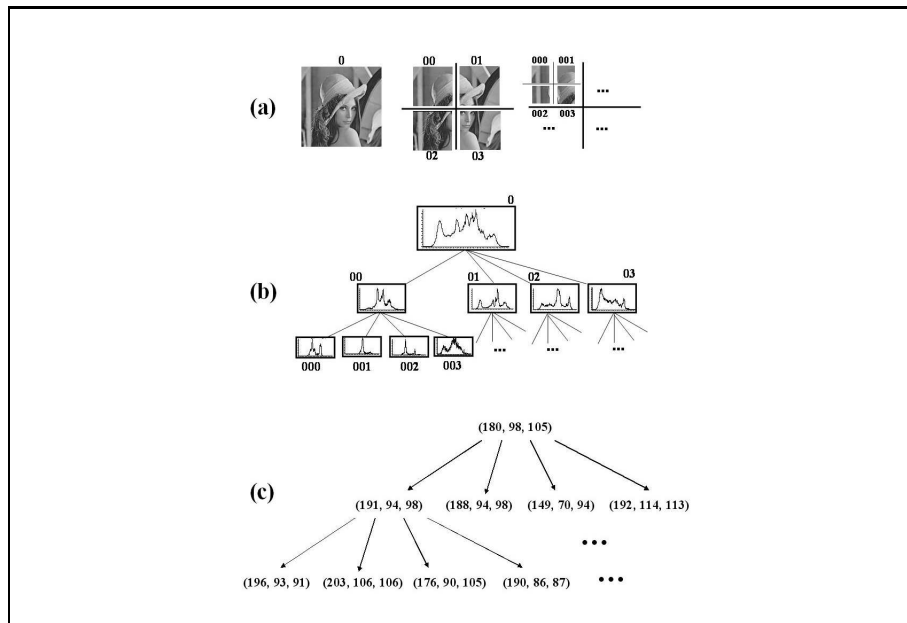 0 00 01 000 001
(a) ... 
002 003
... ...
02 03
0
00 01 02 03
(b)
... ... ...
000 001 002 003
(180, 98, 105)
(c)
(191, 94, 98) (188, 94, 98) (149, 70, 94) (192, 114, 113)
...
(196, 93, 91) (203, 106, 106) (176, 90, 105) (190, 86, 87) ...